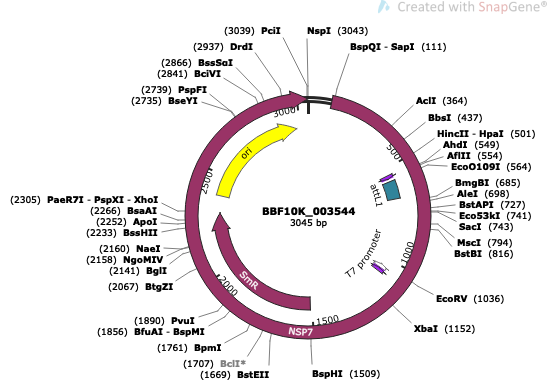 Created with SnapGene®
(3039) PciI
NspI (3043)
(2937) DrdI
BspQI - SapI (111)
(2866) BssSαI
(2841) BciVI
(2739) PspFI
(2735) BseYI
AclI (364)
BbsI (437)
HincII - HpaI (501)
AhdI (549)
AflII (554)
EcoO109I (564)
BmgBI (685)
AleI (698)
BstAPI (727)
Eco53kI (741)
SacI (743)
MscI (794)
BstBI (816)
EcoRV (1036)
XbaI (1152)
BspHI (1509)
(2305) PaeR7I - PspXI - XhoI
(2266) BsaAI
(2252) ApoI
(2233) BssHII
(2160) NaeI
(2158) NgoMIV
(2141) BglI
(2067) BtgZI
(1890) PvuI
(1856) BfuAI - BspMI
(1761) BpmI
(1707) BclI*
(1669) BstEII
3000
500
1000
1500
2000
2500
ori
attL1
T7 promoter
SmR
NSP7
BBF10K_003544
3045 bp